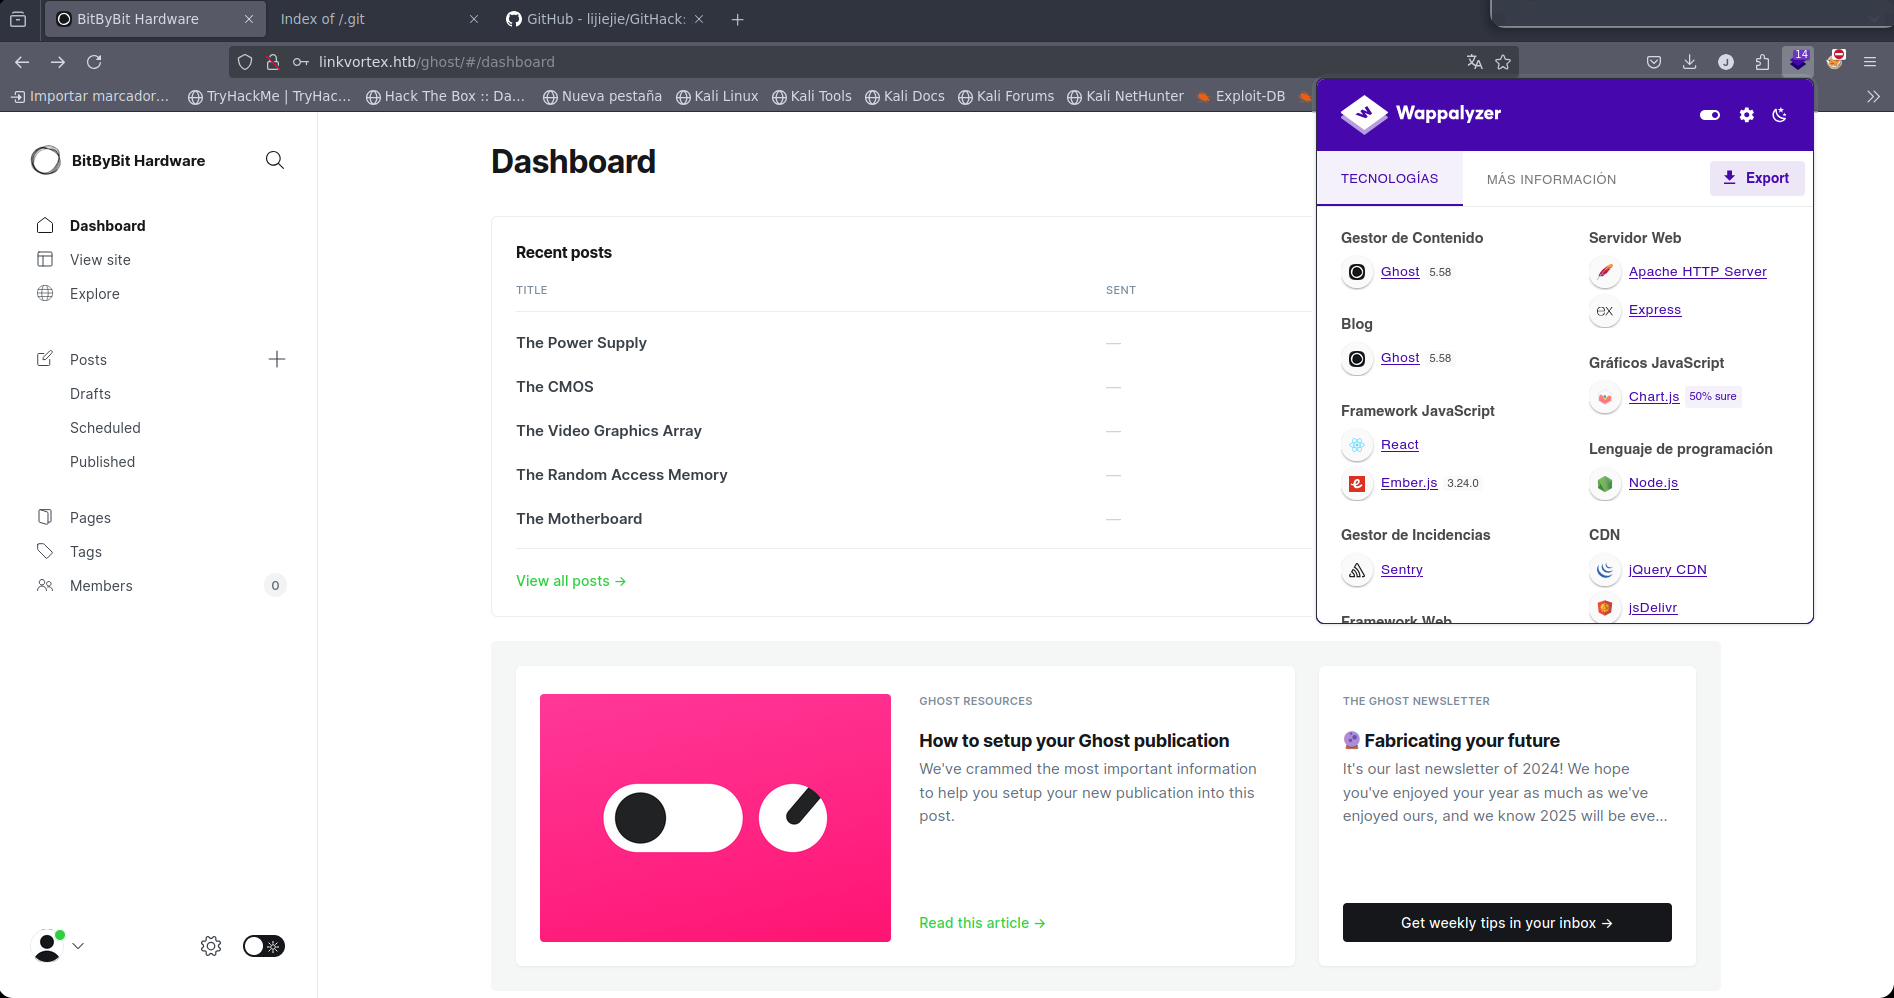 BitByBit Hardware
Index of /.git
GitHub - lijiejie/GitHack:
linkvortex.htb/ghost/#/dashboard
14
J
Importar marcador...
TryHackMe | TryHac...
Hack The Box :: Da...
Nueva pestaña
Kali Linux
Kali Tools
Kali Docs
Kali Forums
Kali NetHunter
Exploit-DB
BitByBit Hardware
Dashboard
View site
Explore
Posts
Drafts
Scheduled
Published
Pages
Tags
Members
0
Dashboard
Recent posts
TITLE
SENT
The Power Supply
—
The CMOS
—
The Video Graphics Array
—
The Random Access Memory
—
The Motherboard
—
View all posts →
GHOST RESOURCES
How to setup your Ghost publication
We've crammed the most important information
to help you setup your new publication into this
post.
Read this article →
THE GHOST NEWSLETTER
🔮 Fabricating your future
It's our last newsletter of 2024! We hope
you've enjoyed your year as much as we've
enjoyed ours, and we know 2025 will be eve...
Get weekly tips in your inbox →
Wappalyzer
TECNOLOGÍAS
MÁS INFORMACIÓN
Export
Gestor de Contenido
Ghost 5.58
Blog
Ghost 5.58
Framework JavaScript
React
Ember.js 3.24.0
Gestor de Incidencias
Sentry
Framework Web
Servidor Web
Apache HTTP Server
ex
Express
Gráficos JavaScript
Chart.js 50% sure
Lenguaje de programación
Node.js
CDN
jQuery CDN
jsDelivr